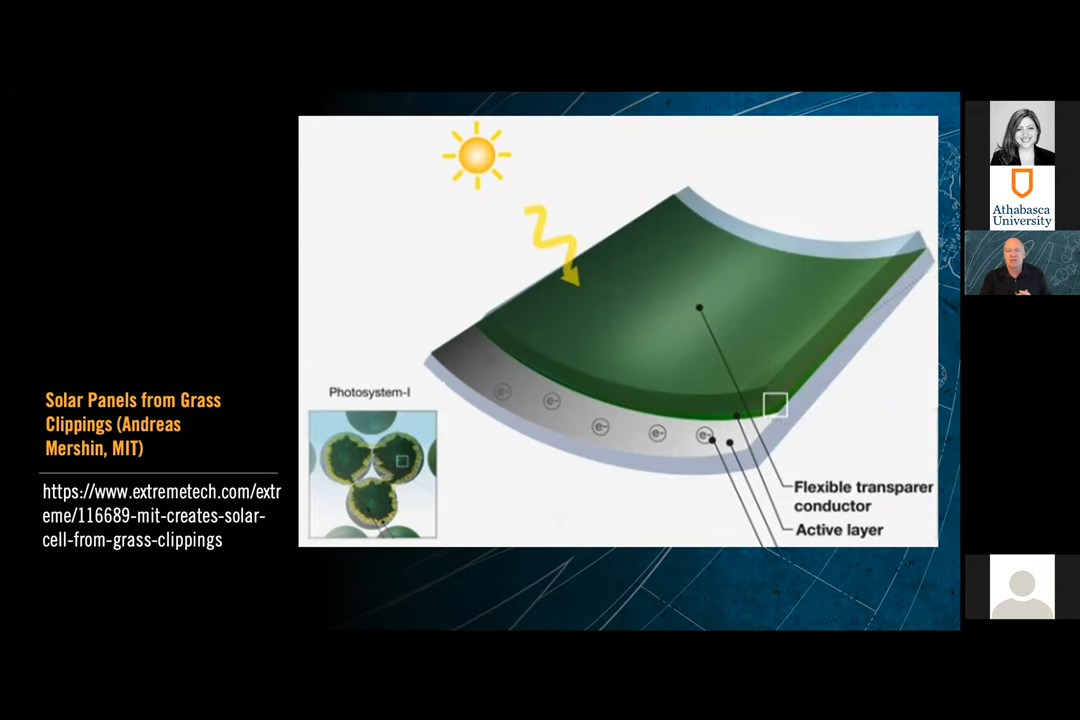 Solar Panels from Grass
Clippings (Andreas
Mershin, MIT)
https://www.extremetech.com/extr
eme/116689-mit-creates-solar-
cell-from-grass-clippings
Photosystem-I
e-
e-
e-
e-
e-
Flexible transparer
conductor
Active layer
Athabasca
University